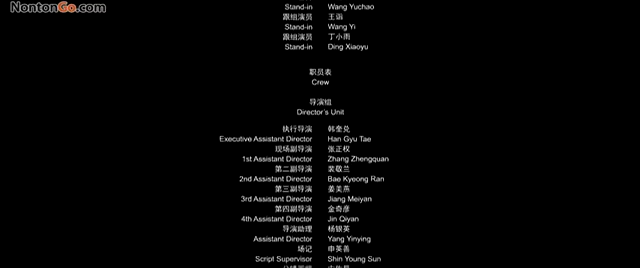 NontonGo.com
Stand-in Wang Yuchao
跟组演员 王诣
Stand-in Wang Yi
跟组演员 丁小雨
Stand-in Ding Xiaoyu
职员表
Crew
导演组
Director's Unit
执行导演 韩奎兑
Executive Assistant Director Han Gyu Tae
现场副导演 张正权
1st Assistant Director Zhang Zhengquan
第二副导演 裴敬兰
2nd Assistant Director Bae Kyeong Ran
第三副导演 姜美燕
3rd Assistant Director Jiang Meiyan
第四副导演 金奇彦
4th Assistant Director Jin Qiyan
导演助理 杨银英
Assistant Director Yang Yinying
场记 申英善
Script Supervisor Shin Young Sun